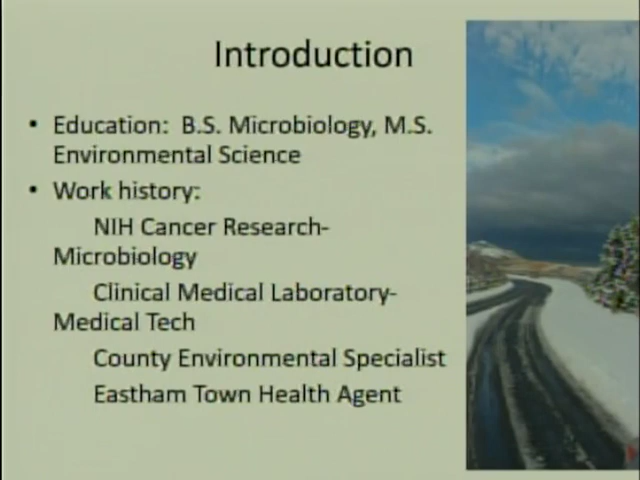 Introduction
• Education: B.S. Microbiology, M.S.
Environmental Science
• Work history:
NIH Cancer Research-
Microbiology
Clinical Medical Laboratory-
Medical Tech
County Environmental Specialist
Eastham Town Health Agent